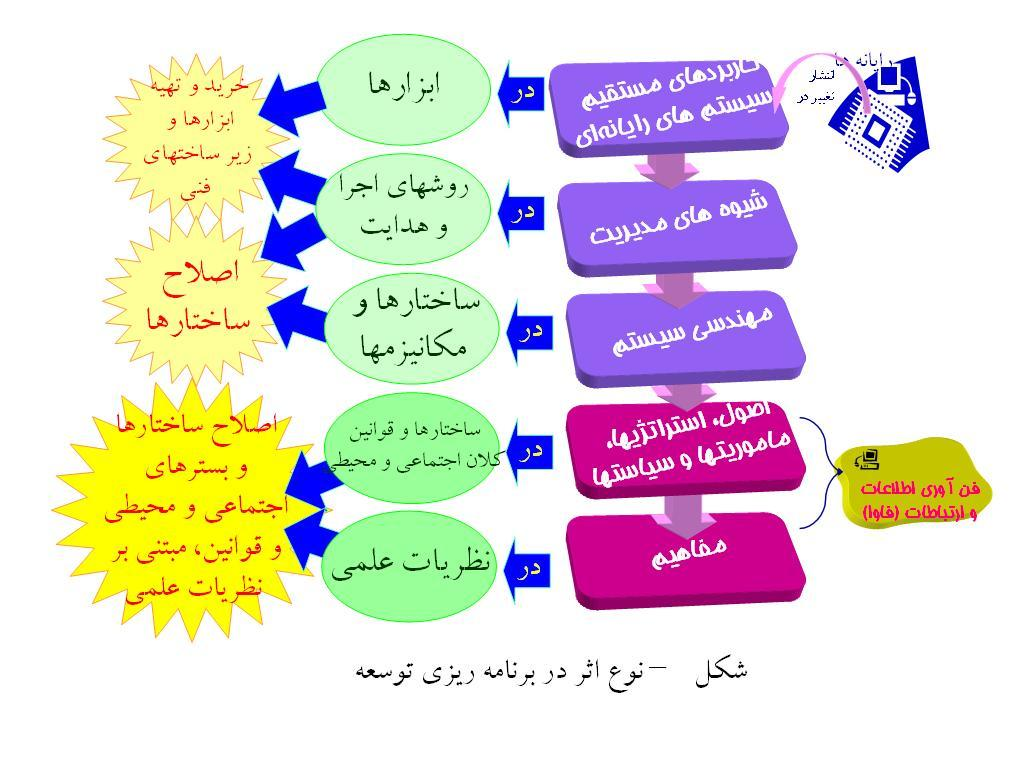 رایانه ها
انتشار
تغییر در
کاربردهای مستقیم
سیستم های رایانه‌ای
در
ابزارها
خرید و تهیه
ابزارها و
زیر ساختهای
فنی
شیوه های مدیریت
در
روشهای اجرا
و هدایت
مهندسی سیستم
در
ساختارها و
مکانیزمها
اصلاح
ساختارها
اصول، استراتژیها،
ماموریتها و سیاستها
در
ساختارها و قوانین
کلان اجتماعی و محیطی
مفاهیم
در
نظریات علمی
اصلاح ساختارها
و بسترهای
اجتماعی و محیطی
و قوانین، مبتنی بر
نظریات علمی
فن آوری اطلاعات
و ارتباطات (فاوا)
شکل – نوع اثر در برنامه ریزی توسعه